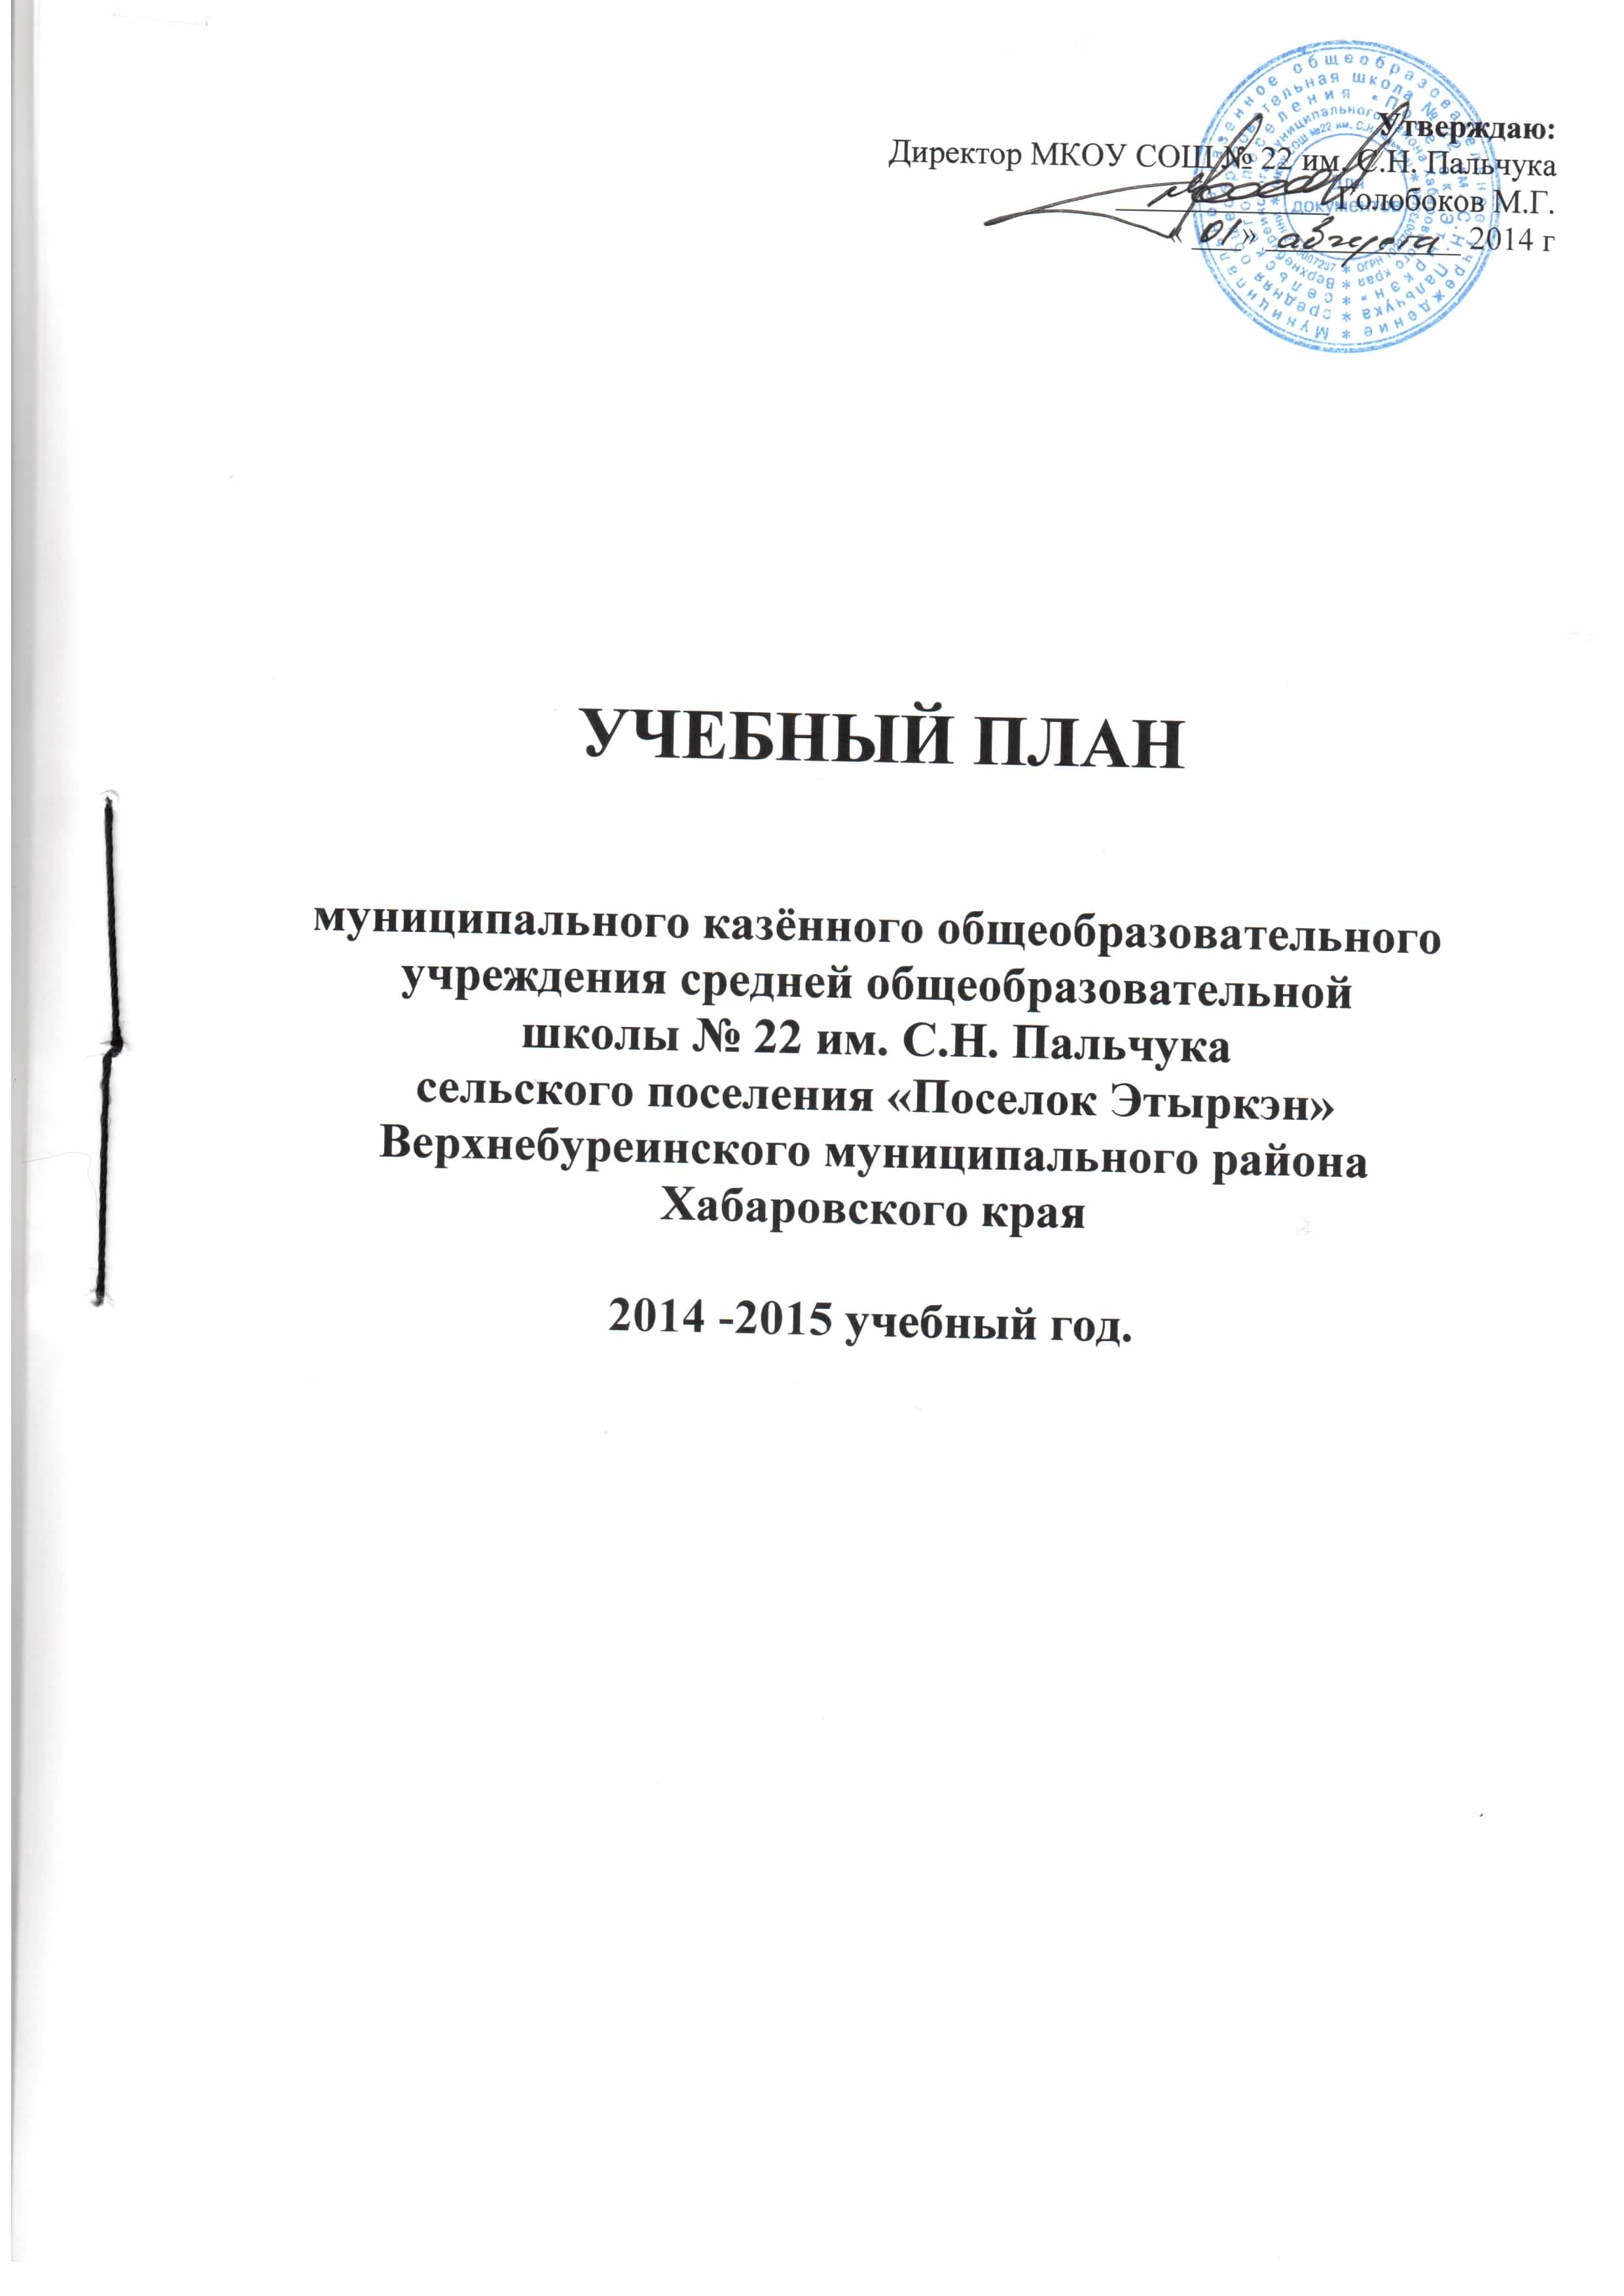 Утверждаю:
Директор МКОУ СОШ № 22 им. С.Н. Пальчука
Голобоков М.Г.
« 01 » августа 2014 г
для
документов
УЧЕБНЫЙ ПЛАН
муниципального казённого общеобразовательного
учреждения средней общеобразовательной
школы № 22 им. С.Н. Пальчука
сельского поселения «Поселок Этыркэн»
Верхнебуреинского муниципального района
Хабаровского края
2014 -2015 учебный год.